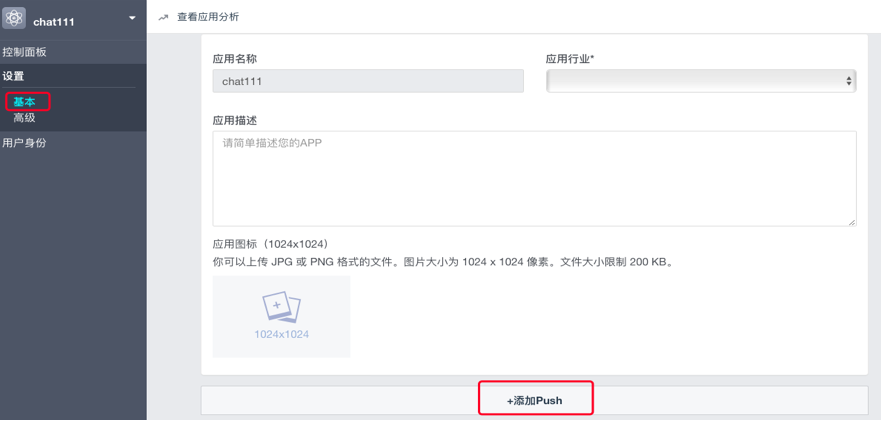 chat111
查看应用分析
控制面板
设置
基本
高级
用户身份
应用名称
应用行业*
chat111
应用描述
请简单描述您的APP
应用图标（1024x1024）
你可以上传 JPG 或 PNG 格式的文件。图片大小为 1024 x 1024 像素。文件大小限制 200 KB。
1024x1024
+添加Push